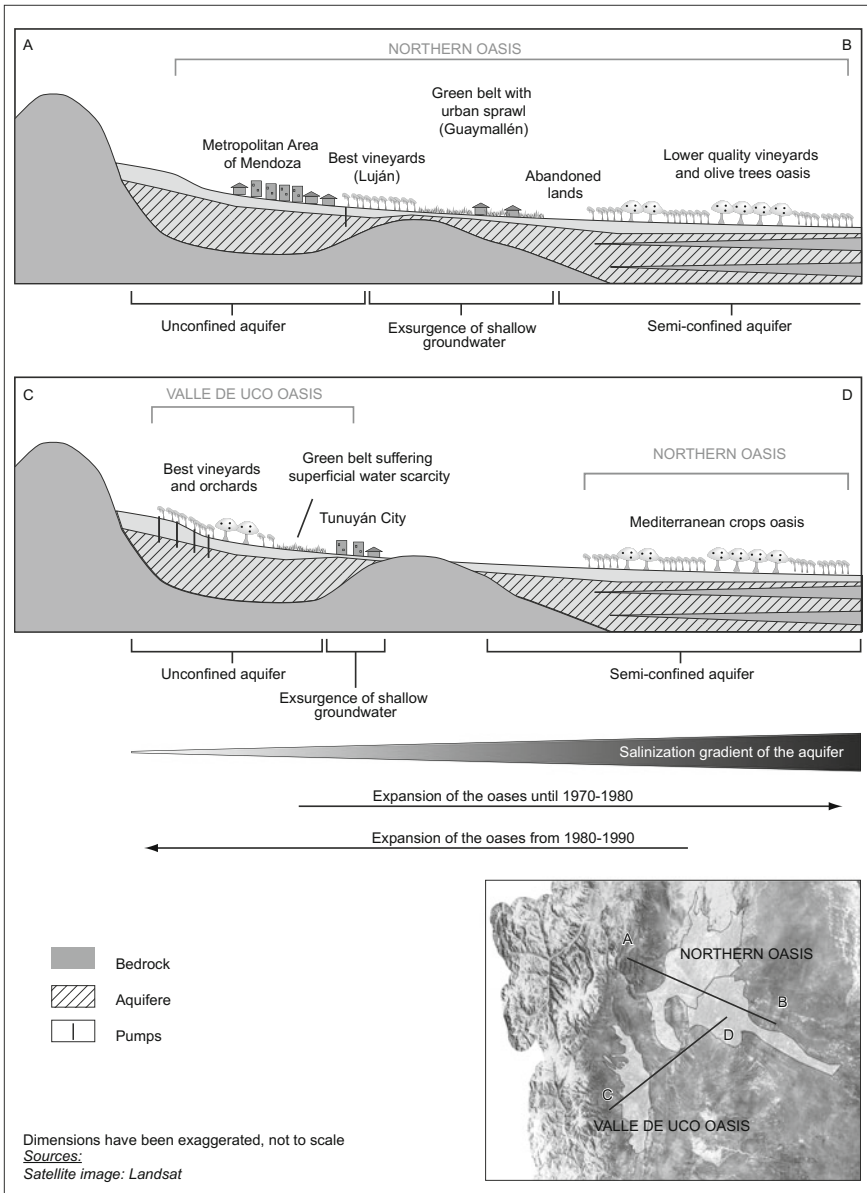 A
NORTHERN OASIS
B
Green belt with
urban sprawl
(Guaymallén)
Metropolitan Area
of Mendoza
Best vineyards
(Luján)
Abandoned
lands
Lower quality vineyards
and olive trees oasis
Unconfined aquifer
Exsurgence of shallow
groundwater
Semi-confined aquifer
C
VALLE DE UCO OASIS
D
Best vineyards
and orchards
Green belt suffering
superficial water scarcity
Tunuyán City
NORTHERN OASIS
Mediterranean crops oasis
Unconfined aquifer
Exsurgence of shallow
groundwater
Semi-confined aquifer
Salinization gradient of the aquifer
Expansion of the oases until 1970-1980
Expansion of the oases from 1980-1990
Bedrock
Aquifere
Pumps
A
NORTHERN OASIS
B
D
C
VALLE DE UCO OASIS
Dimensions have been exaggerated, not to scale
Sources:
Satellite image: Landsat